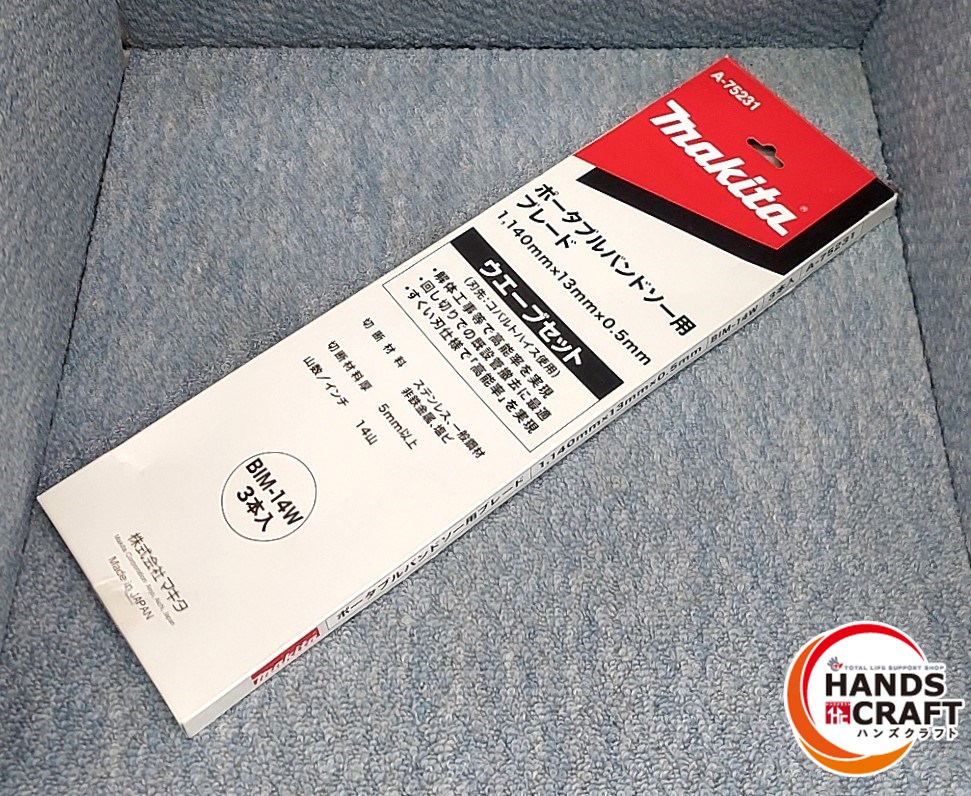 A-75231
makita®
ポータブルバンドソー用
ブレード
1,140mm×13mm×0.5mm
ウエーブセット
(刃先:コバルトハイス使用)
・解体工事等で高能率を実現
・回し切りでの既設管撤去に最適
・すくい刃仕様で「高能率」を実現
切断材料 ステンレス、一般鋼材
非鉄金属、塩ビ
切断材料厚 5mm以上
山数/インチ 14山
BIM-14W
3本入
株式会社マキタ
Makita Corporation Anjo, Aichi, Japan
Made in JAPAN
makita
ポータブルバンドソー用ブレード 1,140mm×13mm×0.5mm BIM-14W 3本入 A-75231
TOTAL LIFE SUPPORT SHOP
HANDS
CRAFT
ハンズクラフト